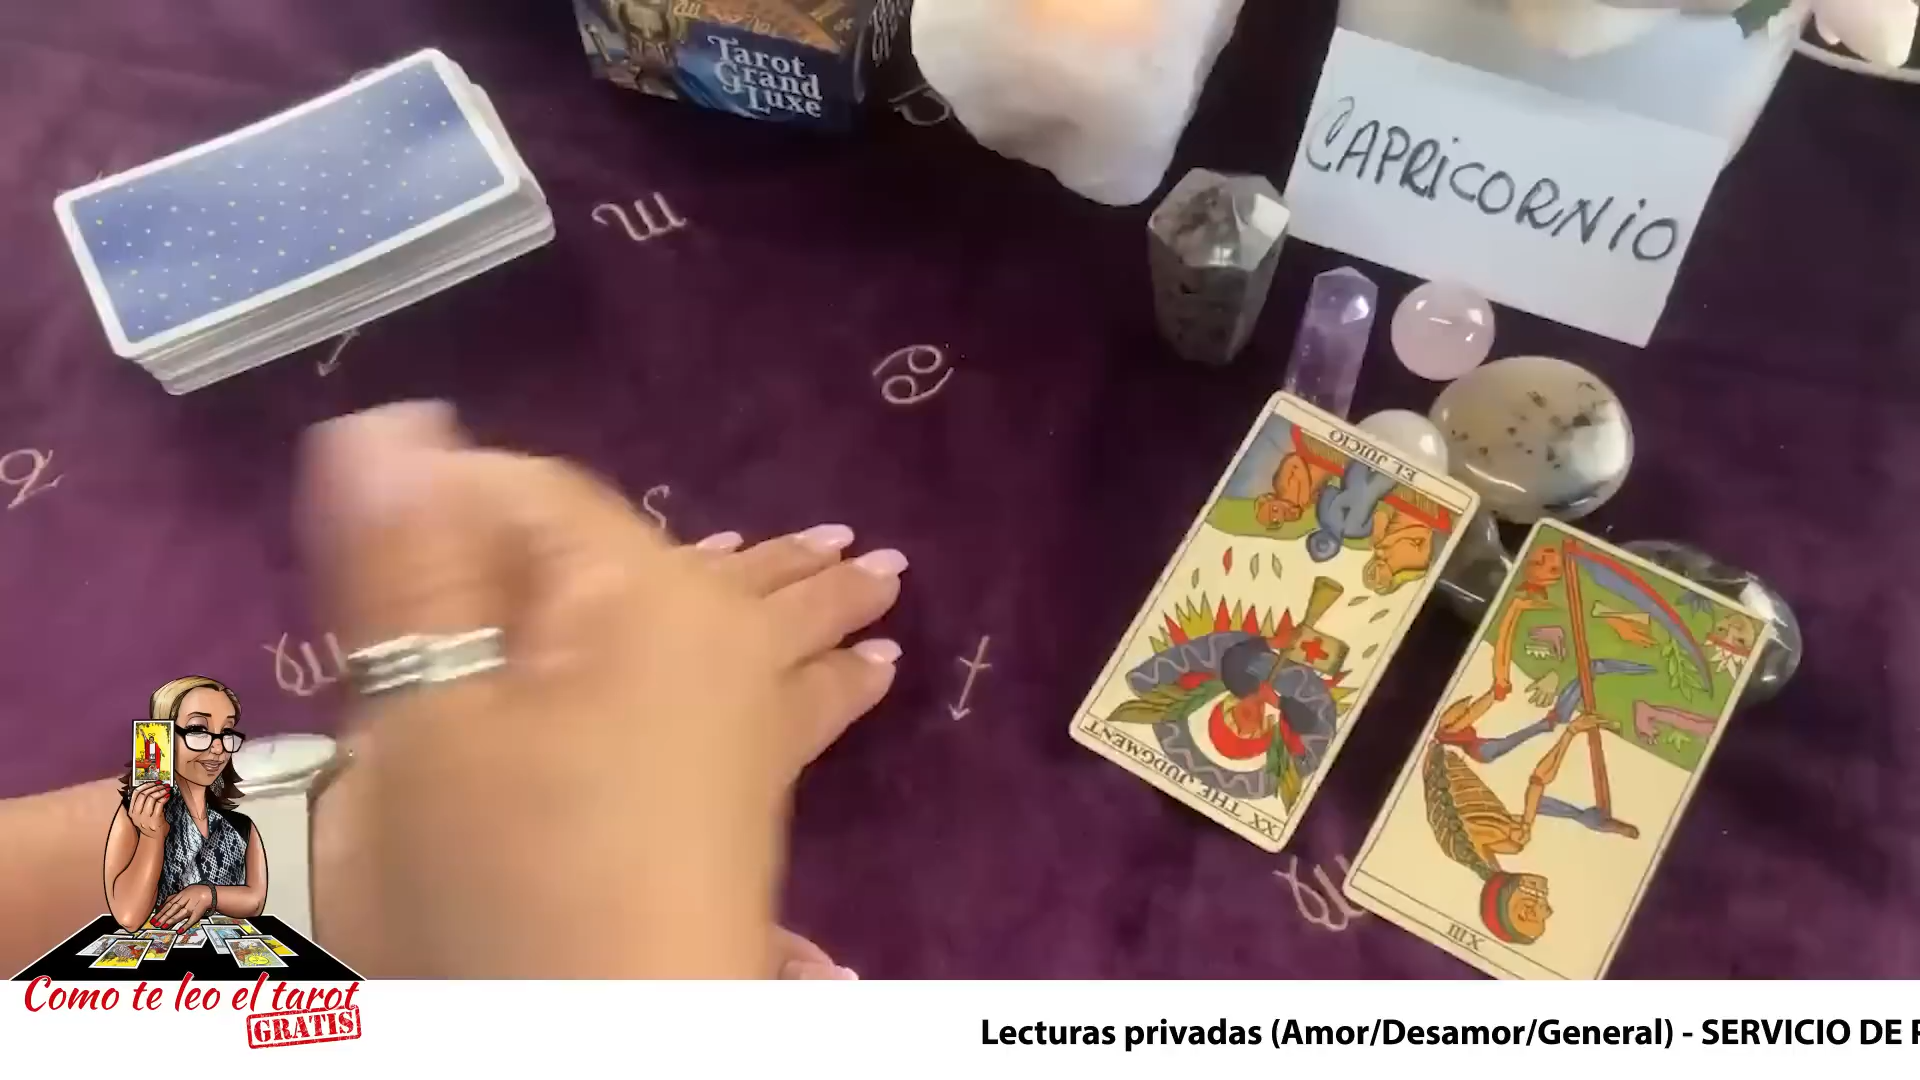 Tarot
Grand
Luxe
CAPRICORNIO
EL JUICIO
XX THE JUDGMENT
XIII
Como te leo el tarot
GRATIS
Lecturas privadas (Amor/Desamor/General) - SERVICIO DE